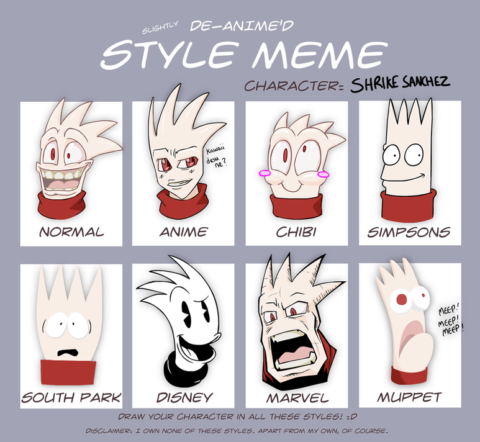 SLIGHTLY DE-ANIME'D
STYLE MEME
CHARACTER: SHRIKE SANCHEZ
KAWAII
DESU
NE?
NORMAL ANIME CHIBI SIMPSONS
MEEP!
MEEP!
MEEP!
SOUTH PARK DISNEY MARVEL MUPPET
DRAW YOUR CHARACTER IN ALL THESE STYLES! :D
DISCLAIMER: I OWN NONE OF THESE STYLES. APART FROM MY OWN, OF COURSE.